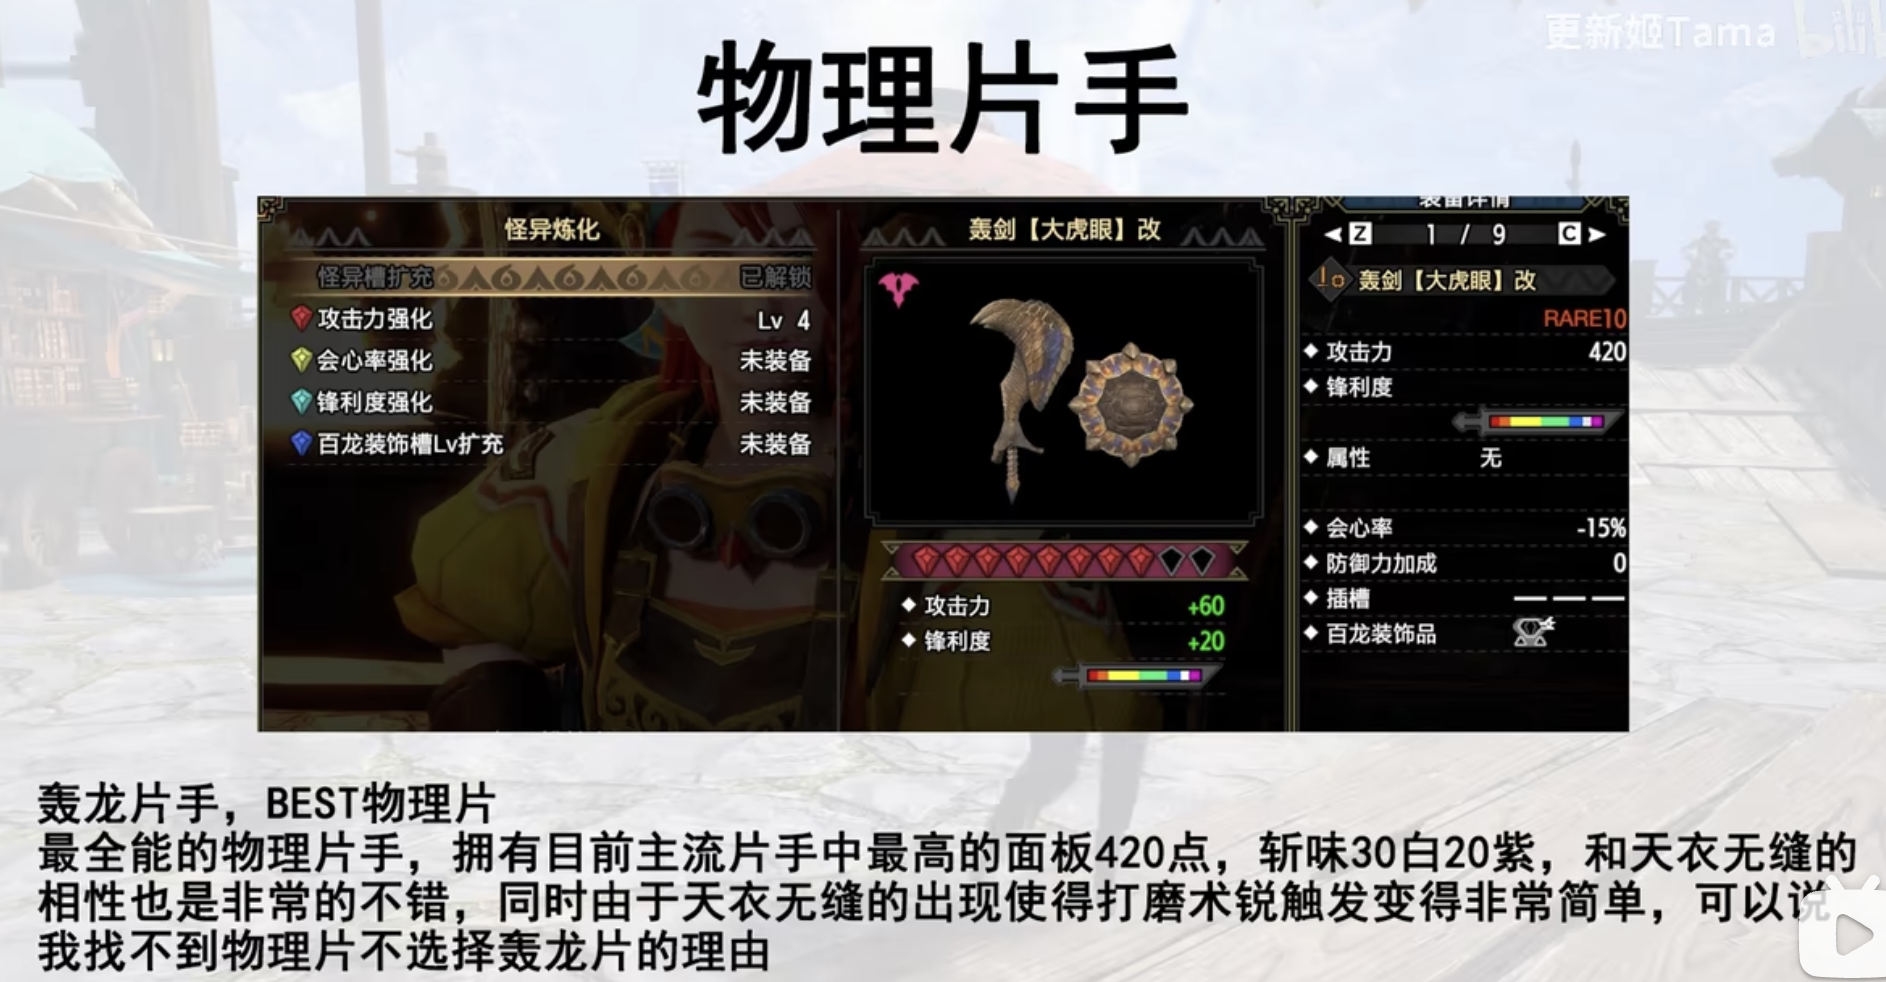 更新姬Tama
bili
物理片手
怪异炼化
怪异槽扩充 已解锁
攻击力强化 Lv 4
会心率强化 未装备
锋利度强化 未装备
百龙装饰槽Lv扩充 未装备
轰剑【大虎眼】改
攻击力 +60
锋利度 +20
装备详情
Z 1 / 9 C
轰剑【大虎眼】改
RARE10
攻击力 420
锋利度
属性 无
会心率 -15%
防御力加成 0
插槽 ———
百龙装饰品
轰龙片手，BEST物理片
最全能的物理片手，拥有目前主流片手中最高的面板420点，斩味30白20紫，和天衣无缝的
相性也是非常的不错，同时由于天衣无缝的出现使得打磨术锐触发变得非常简单，可以说
我找不到物理片不选择轰龙片的理由